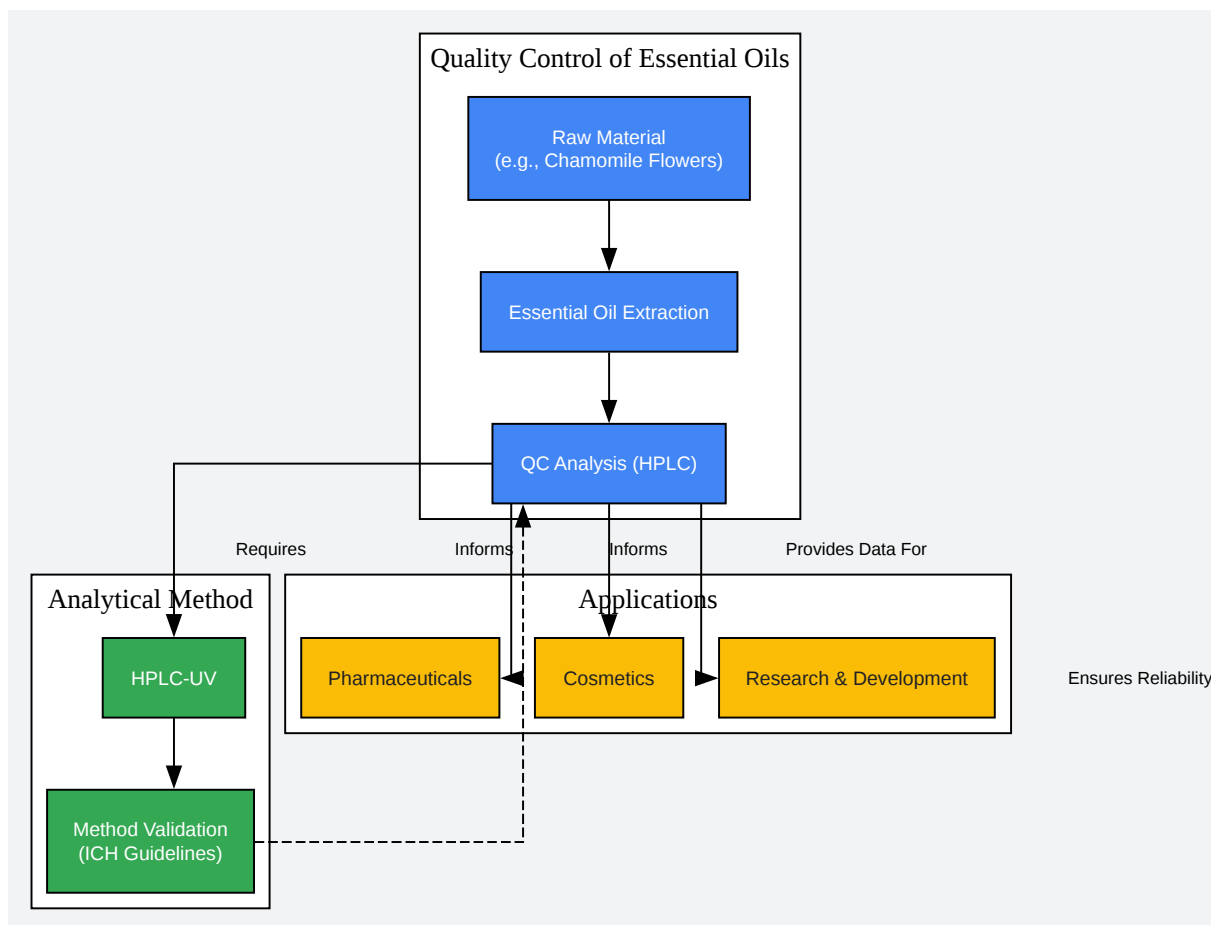 Quality Control of Essential Oils
Raw Material
(e.g., Chamomile Flowers)
Essential Oil Extraction
QC Analysis (HPLC)
Requires
Informs
Informs
Provides Data For
Analytical Method
Applications
HPLC-UV
Pharmaceuticals
Cosmetics
Research & Development
Ensures Reliability
Method Validation
(ICH Guidelines)